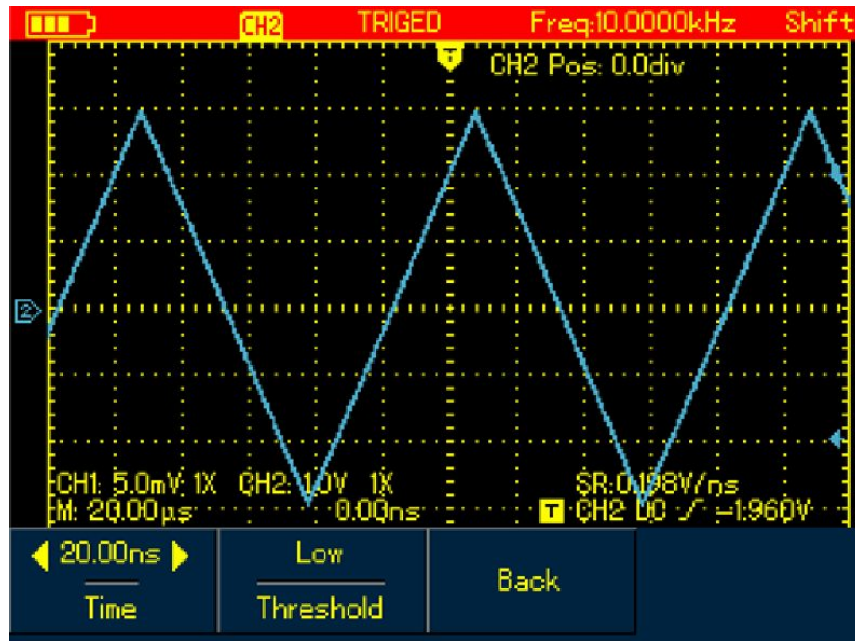 CH2 TRIGED Freq:10.0000kHz Shift
T
CH2 Pos: 0.0div
2
CH1: 5.0mV 1X CH2: 1.0V 1X SR:0.198V/ns
M: 20.00µs 0.00ns T CH2 DC -1.960V
20.00ns Low
Time Threshold Back